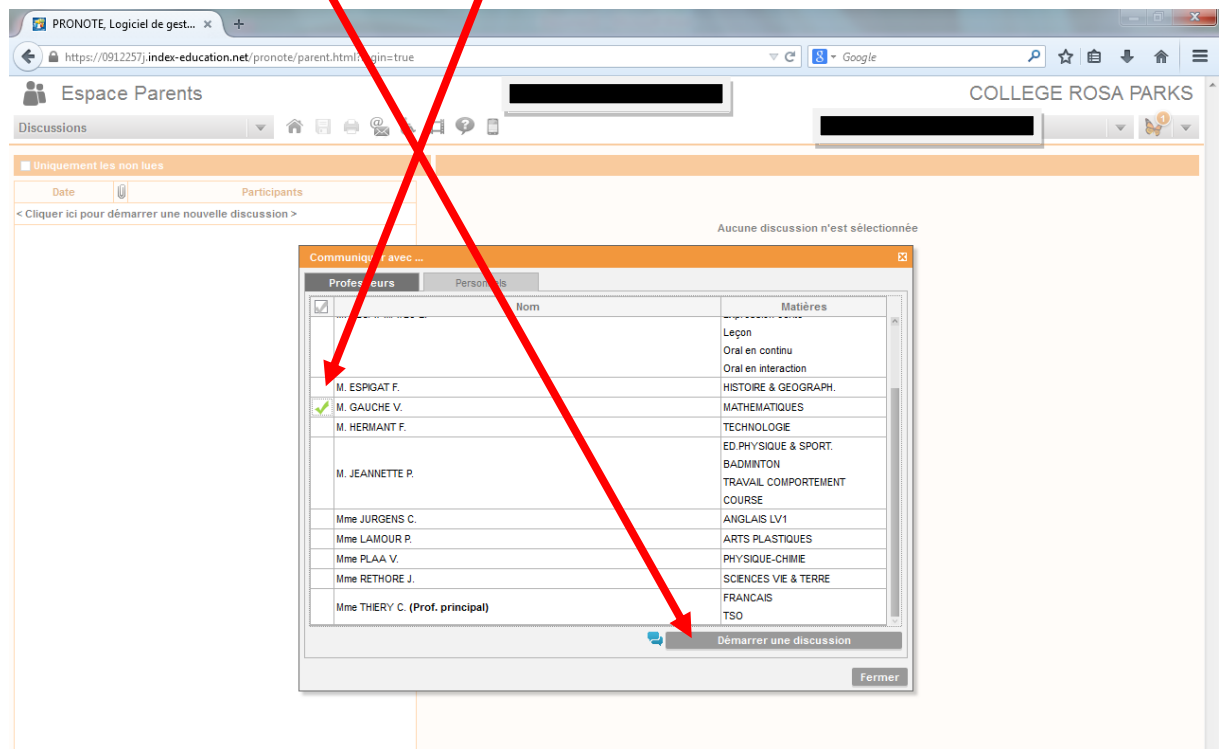 PRONOTE, Logiciel de gest... × +
https://0912257j.index-education.net/pronote/parent.html?login=true
8 Google
Espace Parents
COLLEGE ROSA PARKS
Discussions
1
Uniquement les non lues
Date Participants
< Cliquer ici pour démarrer une nouvelle discussion >
Aucune discussion n'est sélectionnée
Communiquer avec ...
Professeurs Personnels
Nom Matières
Leçon
Oral en continu
Oral en interaction
M. ESPIGAT F. HISTOIRE & GEOGRAPH.
M. GAUCHE V. MATHEMATIQUES
M. HERMANT F. TECHNOLOGIE
ED.PHYSIQUE & SPORT.
BADMINTON
M. JEANNETTE P.
TRAVAIL COMPORTEMENT
COURSE
Mme JURGENS C. ANGLAIS LV1
Mme LAMOUR P. ARTS PLASTIQUES
Mme PLAA V. PHYSIQUE-CHIMIE
Mme RETHORE J. SCIENCES VIE & TERRE
FRANCAIS
Mme THIERY C. (Prof. principal)
TSO
Démarrer une discussion
Fermer